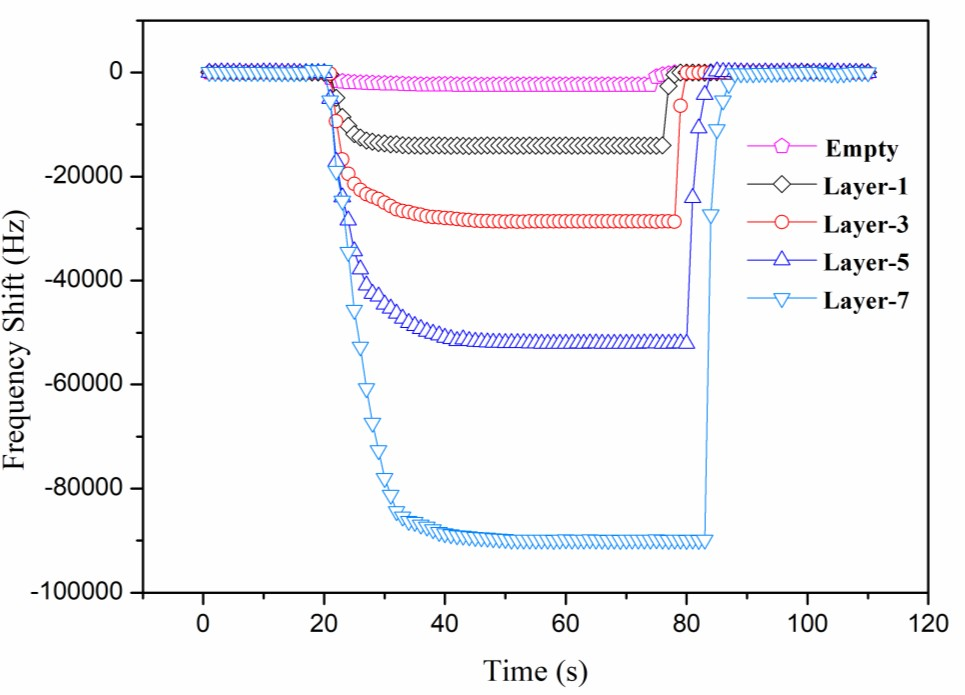 0
-20000
-40000
-60000
-80000
-100000
Frequency Shift (Hz)
Empty
Layer-1
Layer-3
Layer-5
Layer-7
0 20 40 60 80 100 120
Time (s)